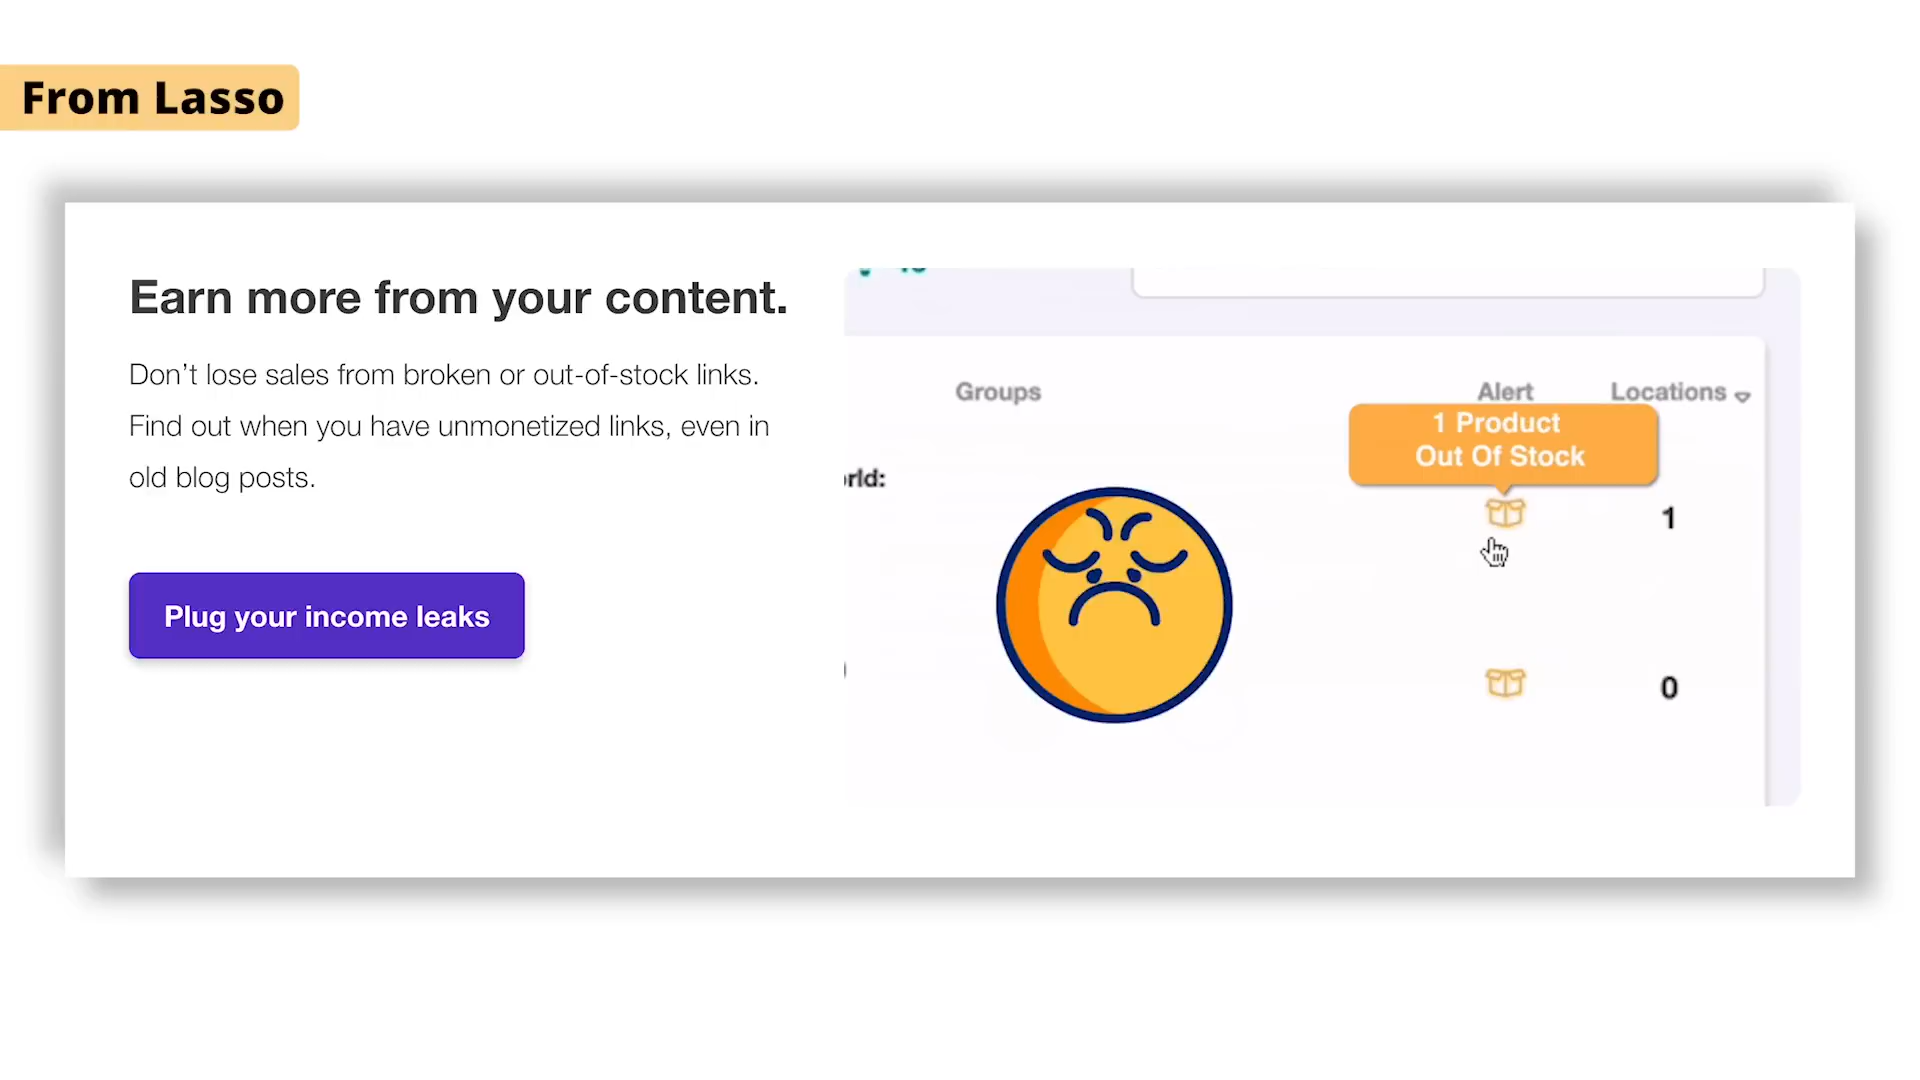 From Lasso
Earn more from your content.
Don’t lose sales from broken or out-of-stock links.
Find out when you have unmonetized links, even in
old blog posts.
Plug your income leaks
Groups
Alert
Locations
1 Product
Out Of Stock
rld:
1
0